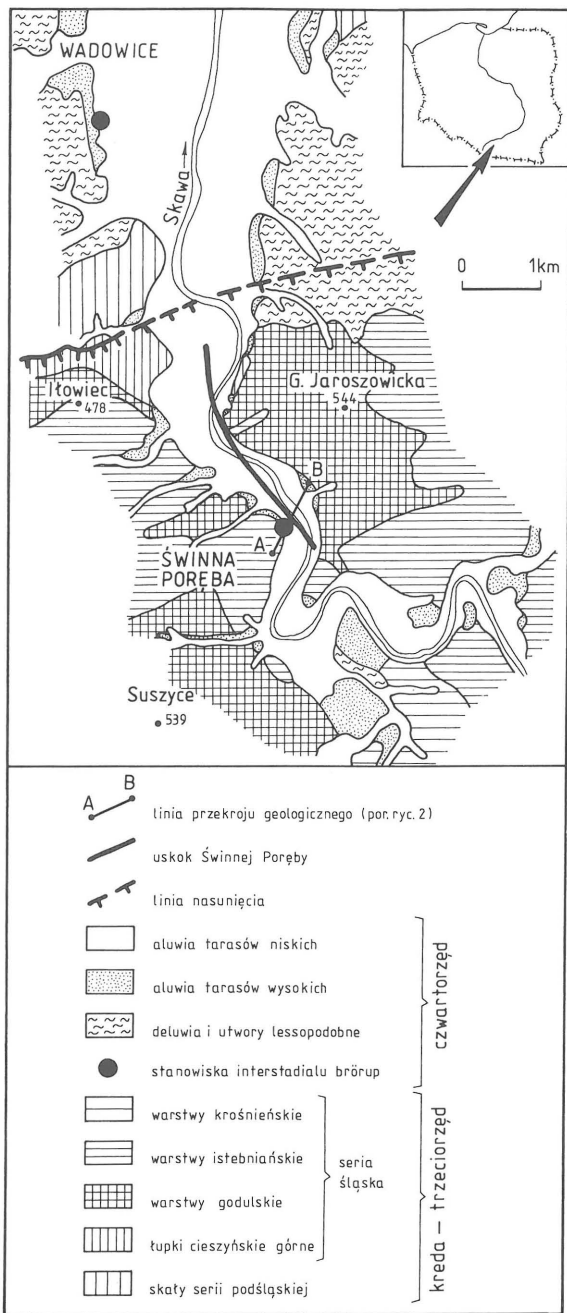 WADOWICE
Skawa
0 1km
Iłowiec
478
G. Jaroszowicka
544
B
A
ŚWINNA
PORĘBA
Suszyce
539
A B
linia przekroju geologicznego (por. ryc. 2)
uskok Świnnej Poręby
linia nasunięcia
aluwia tarasów niskich
aluwia tarasów wysokich
deluwia i utwory lessopodobne
stanowiska interstadialu brörup
czwartorzęd
warstwy krośnieńskie
warstwy istebniańskie
warstwy godulskie
łupki cieszyńskie górne
seria
śląska
skały serii podśląskiej
kreda — trzeciorzęd